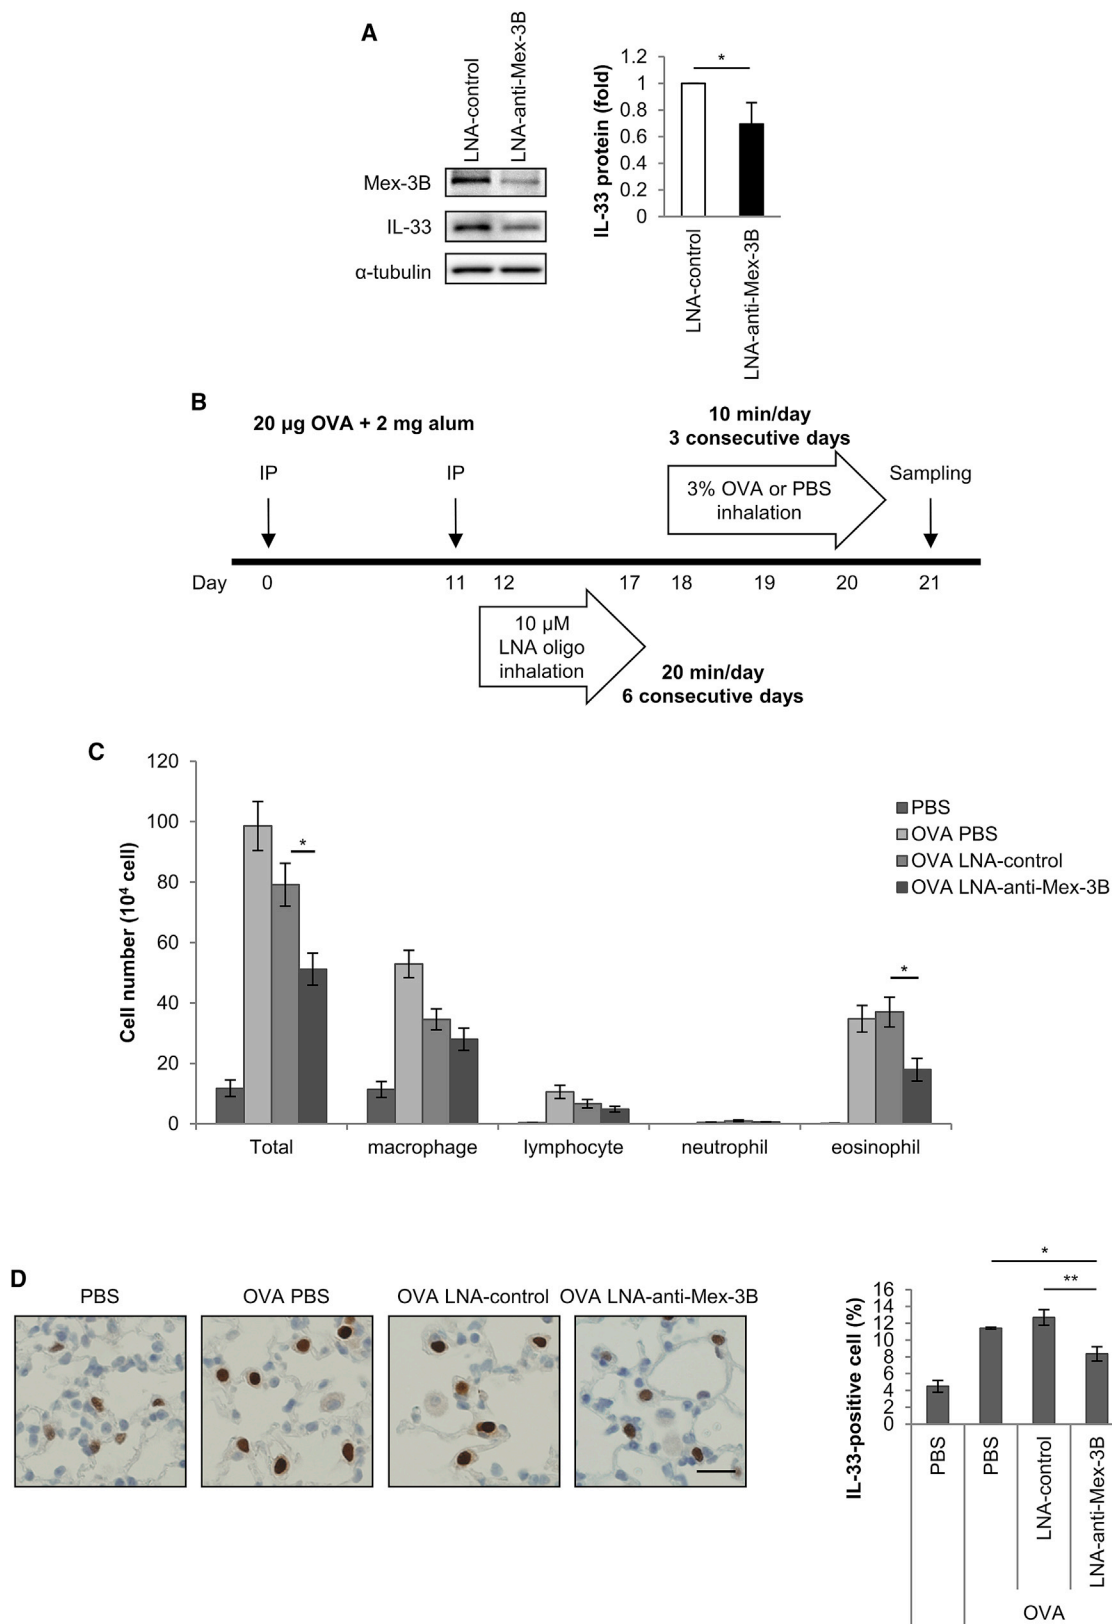 A
LNA-control
LNA-anti-Mex-3B
Mex-3B
IL-33
α-tubulin
IL-33 protein (fold)
1.2
1
0.8
0.6
0.4
0.2
0
*
LNA-control
LNA-anti-Mex-3B
B
20 µg OVA + 2 mg alum
10 min/day
3 consecutive days
IP
IP
3% OVA or PBS
inhalation
Sampling
Day 0 11 12 17 18 19 20 21
10 µM
LNA oligo
inhalation
20 min/day
6 consecutive days
C
Cell number (10⁴ cell)
120
100
80
60
40
20
0
*
*
PBS
OVA PBS
OVA LNA-control
OVA LNA-anti-Mex-3B
Total macrophage lymphocyte neutrophil eosinophil
D
PBS OVA PBS OVA LNA-control OVA LNA-anti-Mex-3B
IL-33-positive cell (%)
16
14
12
10
8
6
4
2
0
*
**
PBS
PBS
LNA-control
LNA-anti-Mex-3B
OVA